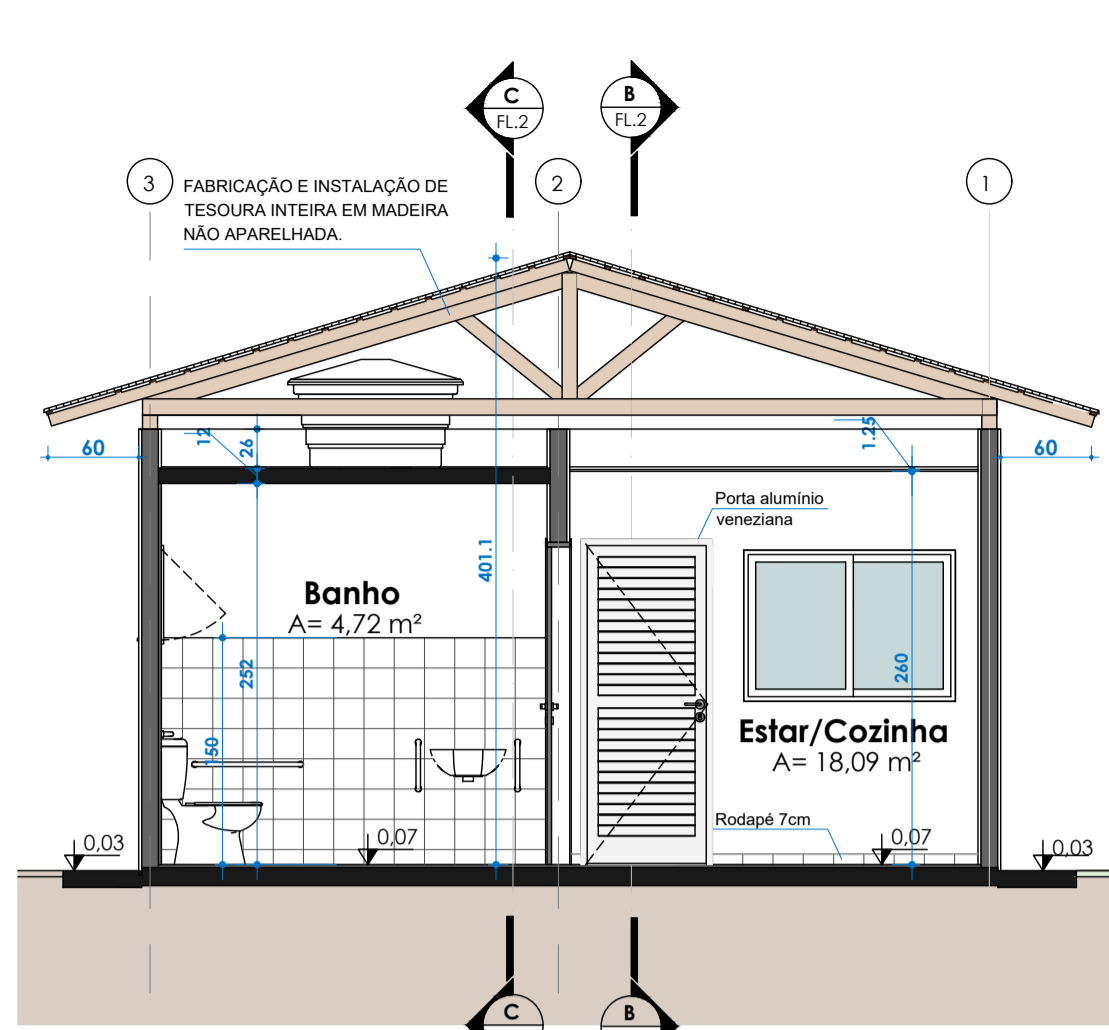 C
FL.2
B
FL.2
3
2
1
FABRICAÇÃO E INSTALAÇÃO DE
TESOURA INTEIRA EM MADEIRA
NÃO APARELHADA.
60
12
26
1.25
60
Porta alumínio
veneziana
401.1
Banho
A= 4,72 m²
252
260
150
Estar/Cozinha
A= 18,09 m²
Rodapé 7cm
0,03
0,07
0,07
0,03
C
B